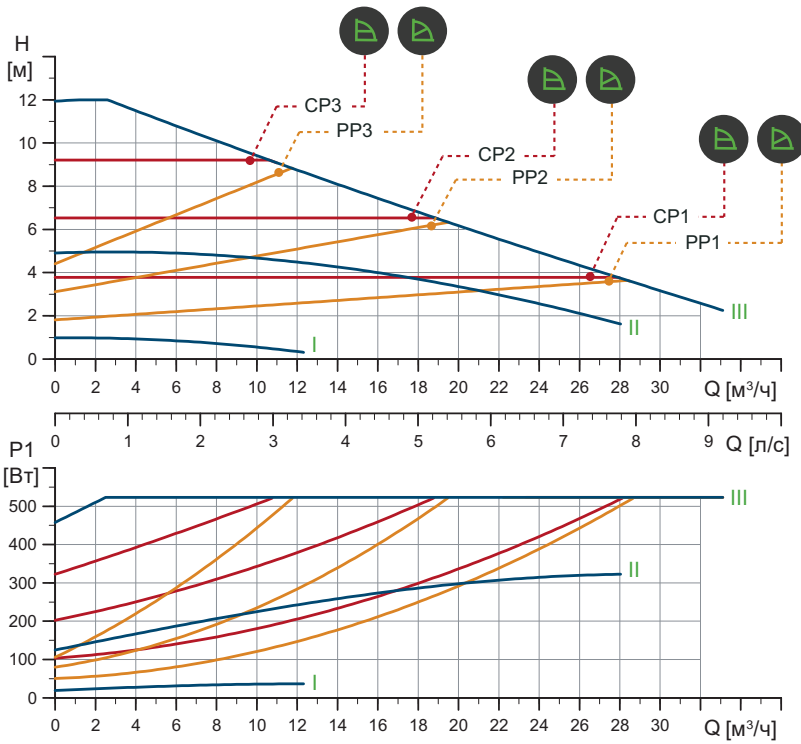 H
[м]
12
10
8
6
4
2
0
CP3
PP3
CP2
PP2
CP1
PP1
III
II
I
0 2 4 6 8 10 12 14 16 18 20 22 24 26 28 30 Q [м³/ч]
0 1 2 3 4 5 6 7 8 9 Q [л/с]
P1
[Вт]
500
400
300
200
100
0
III
II
I
0 2 4 6 8 10 12 14 16 18 20 22 24 26 28 30 Q [м³/ч]